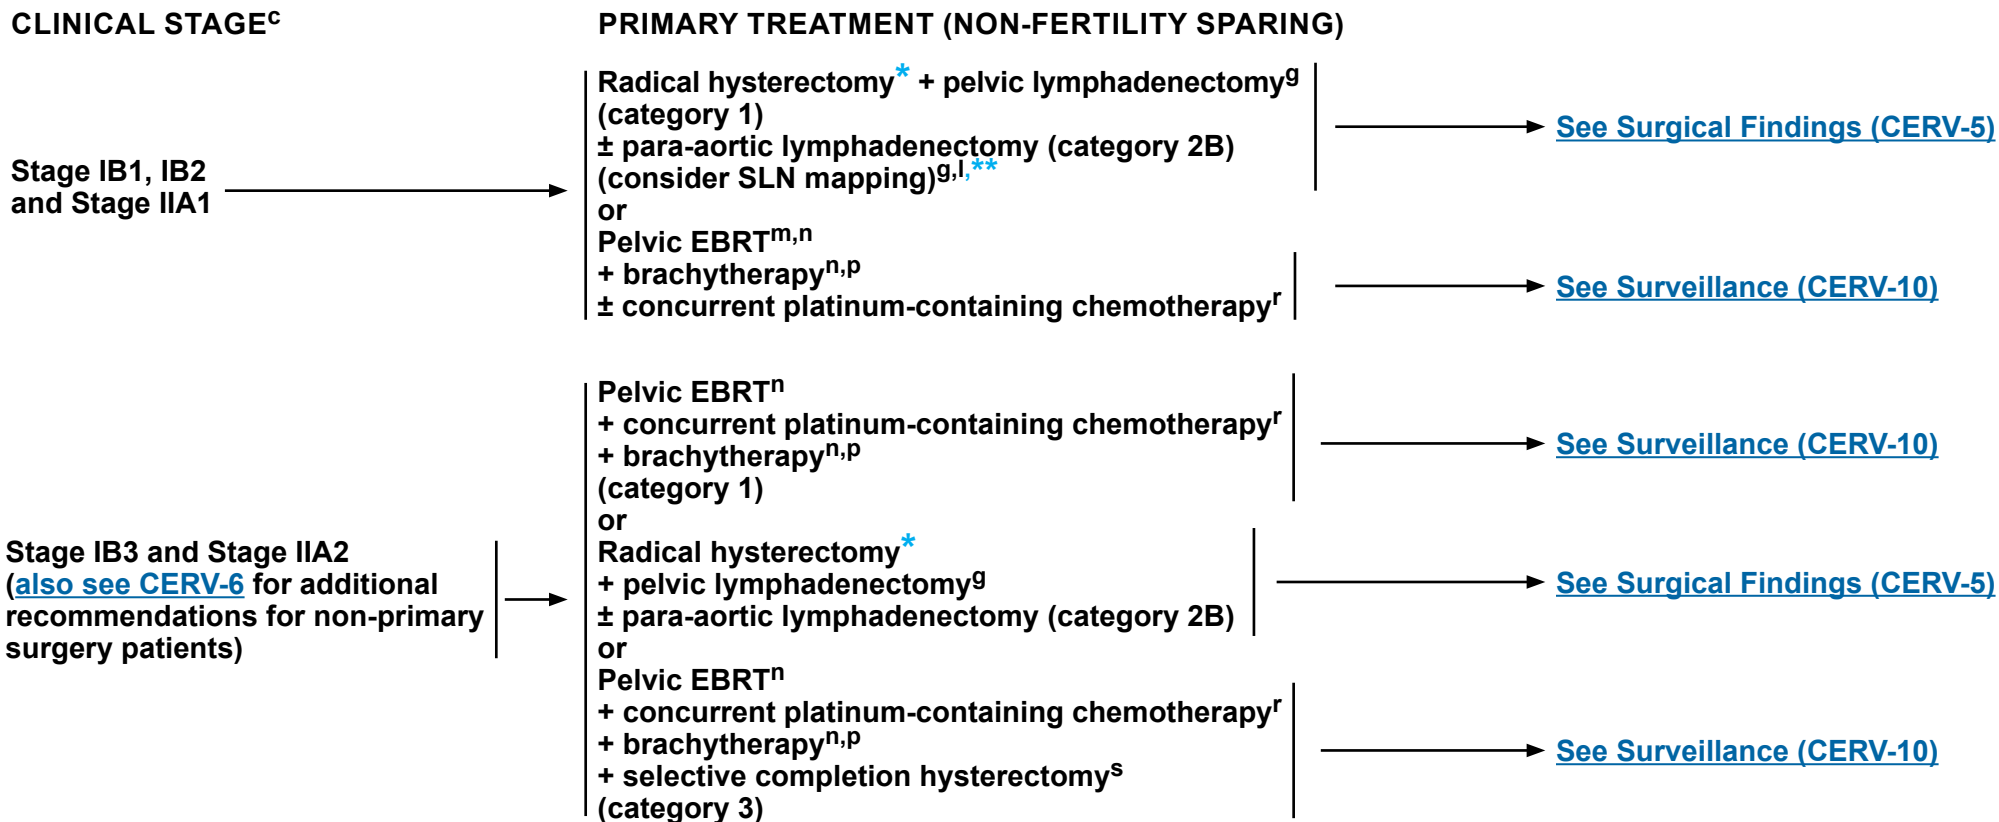 CLINICAL STAGEᶜ
PRIMARY TREATMENT (NON-FERTILITY SPARING)
Stage IB1, IB2
and Stage IIA1
Radical hysterectomy* + pelvic lymphadenectomyᵍ
(category 1)
± para-aortic lymphadenectomy (category 2B)
(consider SLN mapping)ᵍ,ˡ,**
or
Pelvic EBRTᵐ,ⁿ
+ brachytherapyⁿ,ᵖ
± concurrent platinum-containing chemotherapyʳ
See Surgical Findings (CERV-5)
See Surveillance (CERV-10)
Stage IB3 and Stage IIA2
(also see CERV-6 for additional
recommendations for non-primary
surgery patients)
Pelvic EBRTⁿ
+ concurrent platinum-containing chemotherapyʳ
+ brachytherapyⁿ,ᵖ
(category 1)
or
Radical hysterectomy*
+ pelvic lymphadenectomyᵍ
± para-aortic lymphadenectomy (category 2B)
or
Pelvic EBRTⁿ
+ concurrent platinum-containing chemotherapyʳ
+ brachytherapyⁿ,ᵖ
+ selective completion hysterectomyˢ
(category 3)
See Surveillance (CERV-10)
See Surgical Findings (CERV-5)
See Surveillance (CERV-10)